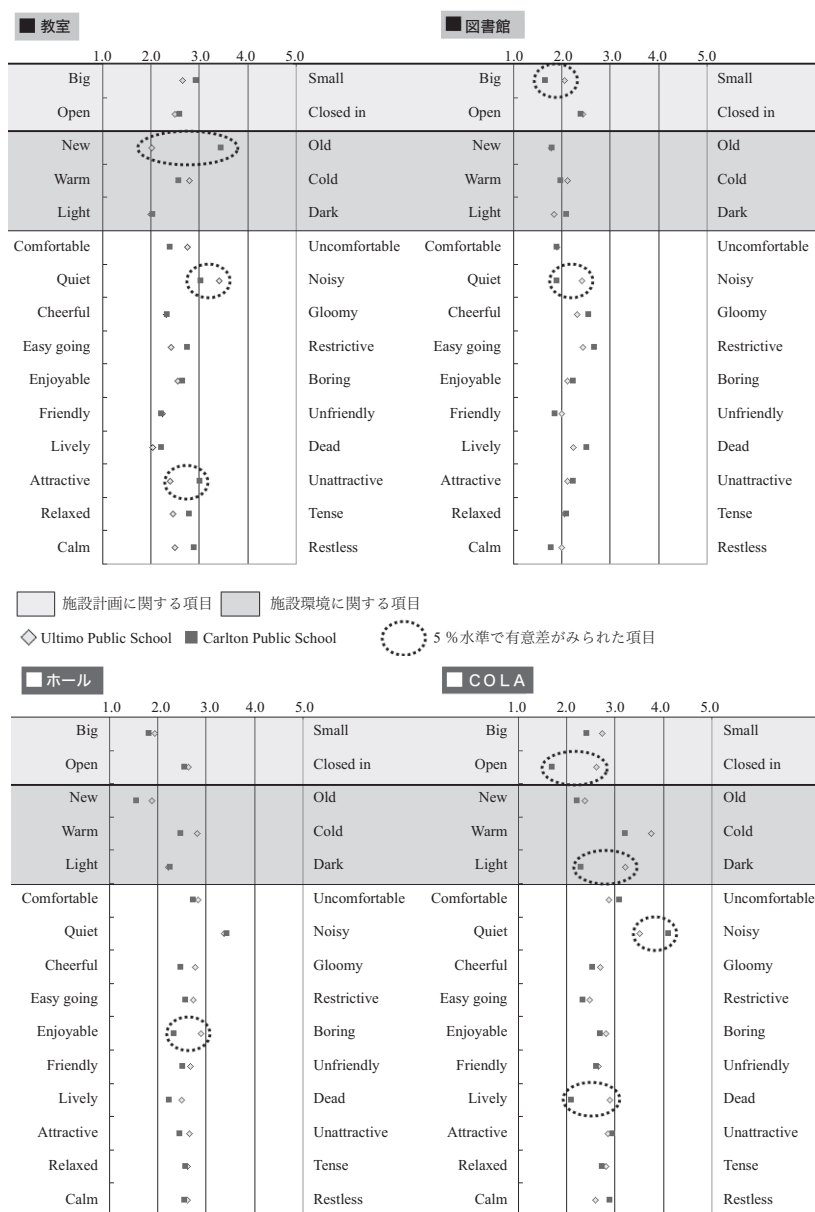 ■ 教室
1.0 2.0 3.0 4.0 5.0
Big Small
Open Closed in
New Old
Warm Cold
Light Dark
Comfortable Uncomfortable
Quiet Noisy
Cheerful Gloomy
Easy going Restrictive
Enjoyable Boring
Friendly Unfriendly
Lively Dead
Attractive Unattractive
Relaxed Tense
Calm Restless
■ 図書館
1.0 2.0 3.0 4.0 5.0
Big Small
Open Closed in
New Old
Warm Cold
Light Dark
Comfortable Uncomfortable
Quiet Noisy
Cheerful Gloomy
Easy going Restrictive
Enjoyable Boring
Friendly Unfriendly
Lively Dead
Attractive Unattractive
Relaxed Tense
Calm Restless
施設計画に関する項目 施設環境に関する項目
◇ Ultimo Public School ■ Carlton Public School 5 %水準で有意差がみられた項目
■ ホール
1.0 2.0 3.0 4.0 5.0
Big Small
Open Closed in
New Old
Warm Cold
Light Dark
Comfortable Uncomfortable
Quiet Noisy
Cheerful Gloomy
Easy going Restrictive
Enjoyable Boring
Friendly Unfriendly
Lively Dead
Attractive Unattractive
Relaxed Tense
Calm Restless
■ COLA
1.0 2.0 3.0 4.0 5.0
Big Small
Open Closed in
New Old
Warm Cold
Light Dark
Comfortable Uncomfortable
Quiet Noisy
Cheerful Gloomy
Easy going Restrictive
Enjoyable Boring
Friendly Unfriendly
Lively Dead
Attractive Unattractive
Relaxed Tense
Calm Restless